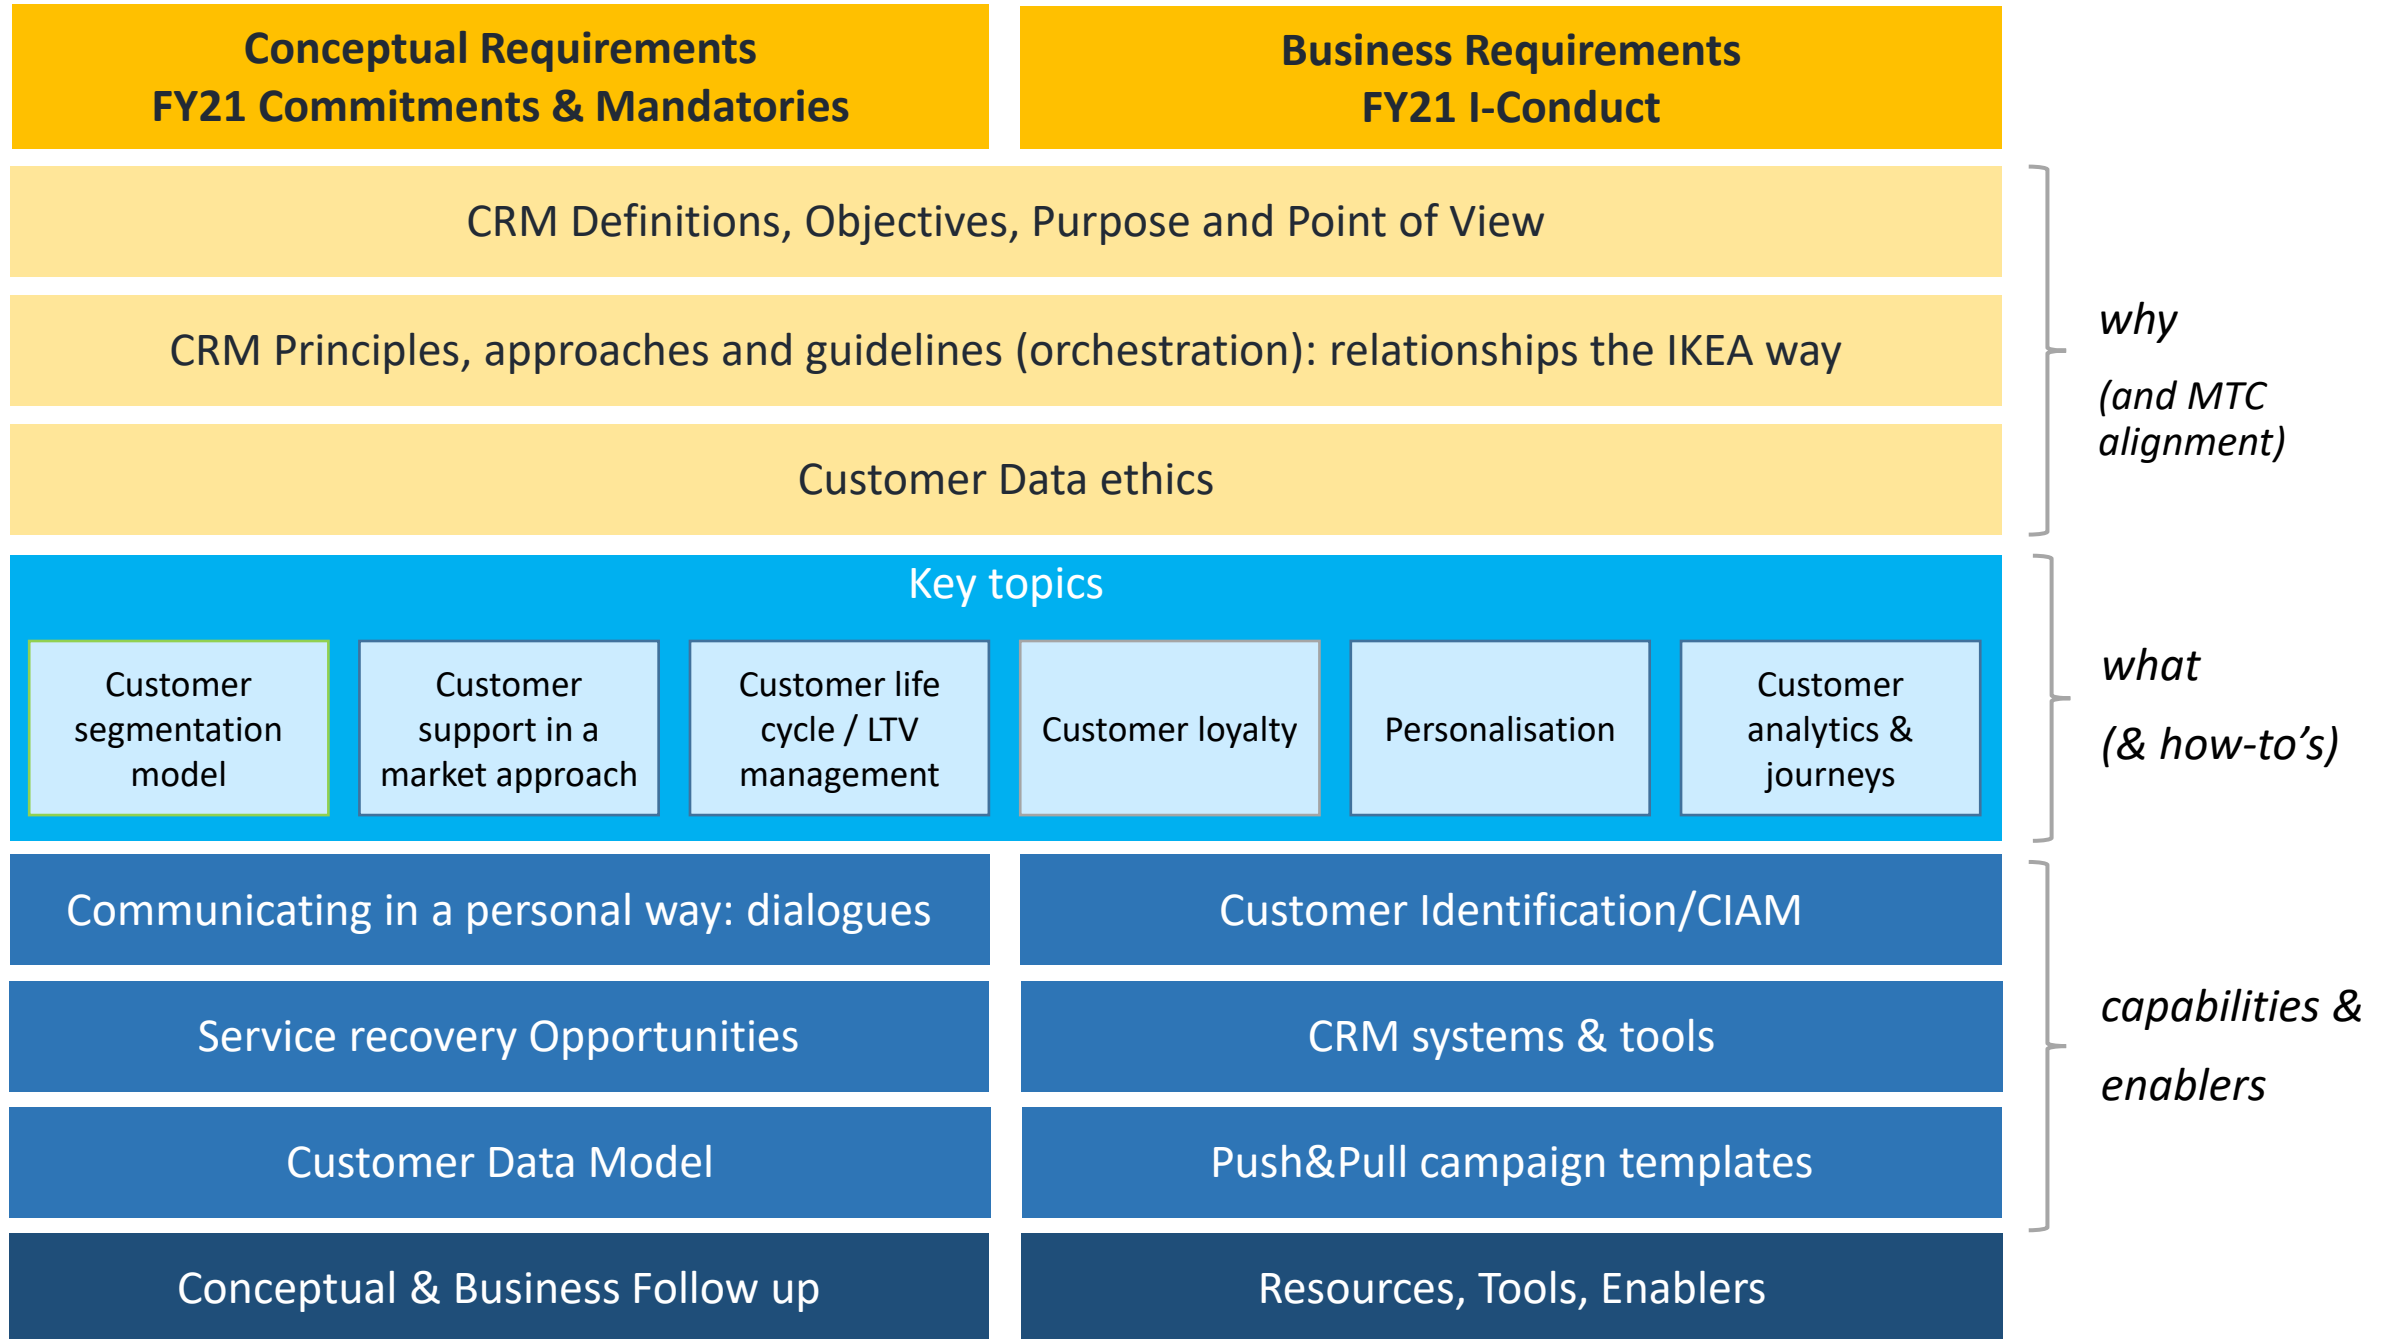 Conceptual Requirements
FY21 Commitments & Mandatories
Business Requirements
FY21 I-Conduct
CRM Definitions, Objectives, Purpose and Point of View
CRM Principles, approaches and guidelines (orchestration): relationships the IKEA way
Customer Data ethics
why
(and MTC
alignment)
Key topics
Customer
segmentation
model
Customer
support in a
market approach
Customer life
cycle / LTV
management
Customer loyalty
Personalisation
Customer
analytics &
journeys
what
(& how-to’s)
Communicating in a personal way: dialogues
Customer Identification/CIAM
Service recovery Opportunities
CRM systems & tools
Customer Data Model
Push&Pull campaign templates
capabilities &
enablers
Conceptual & Business Follow up
Resources, Tools, Enablers